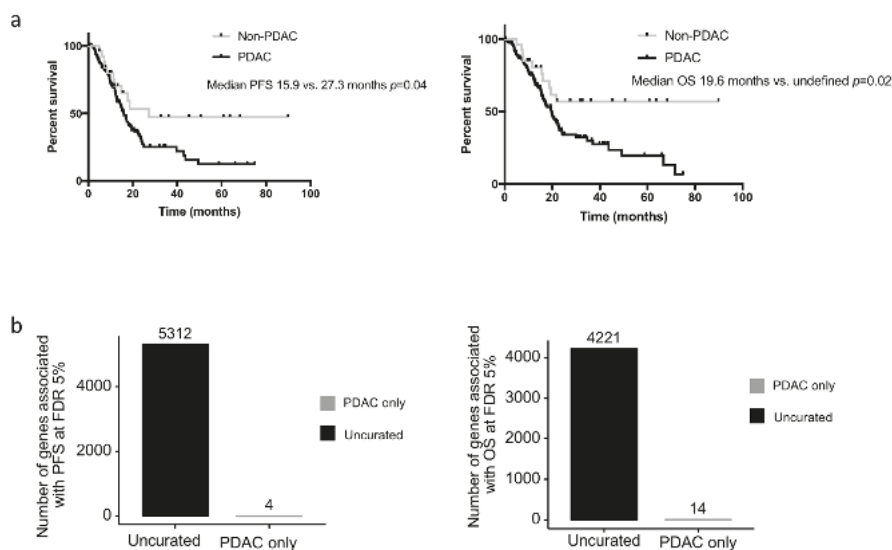 a
100
50
0
Percent survival
0 20 40 60 80 100
Time (months)
Non-PDAC
PDAC
Median PFS 15.9 vs. 27.3 months p=0.04
100
50
0
Percent survival
0 20 40 60 80 100
Time (months)
Non-PDAC
PDAC
Median OS 19.6 months vs. undefined p=0.02
b
Number of genes associated
with PFS at FDR 5%
4000
2000
0
5312
4
Uncurated PDAC only
PDAC only
Uncurated
Number of genes associated
with OS at FDR 5%
4000
3000
2000
1000
0
4221
14
Uncurated PDAC only
PDAC only
Uncurated